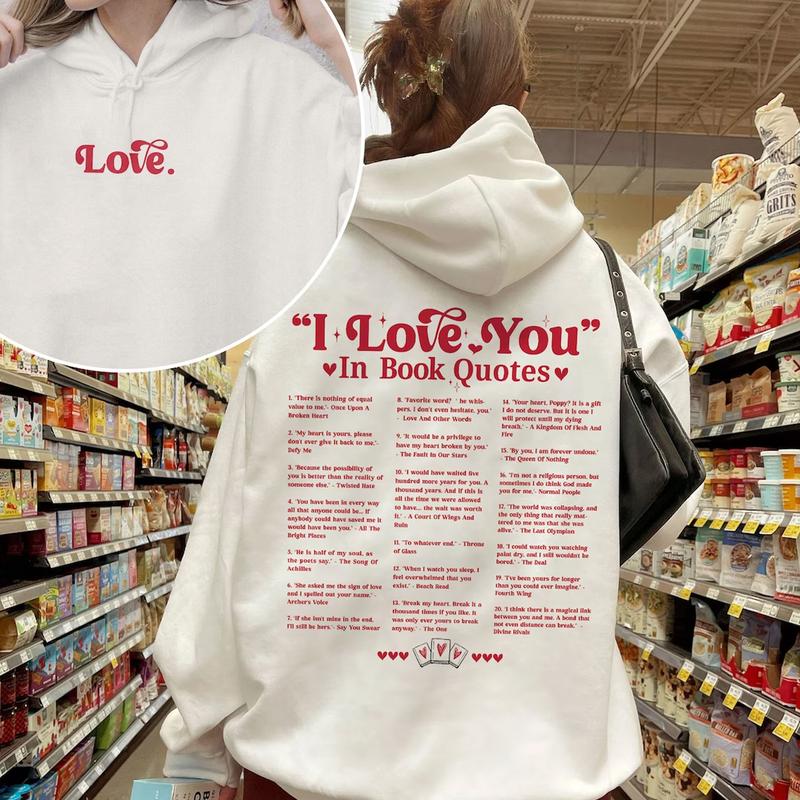 Love.
“I Love You”
In Book Quotes
1. 'There is nothing of equal
value to me.'- Once Upon A
Broken Heart
2. 'My heart is yours, please
don't ever give it back to me.'-
Defy Me
3. 'Because the possibility of
you is better than the reality of
someone else.' - Twisted Hate
4. 'You have been in every way
all that anyone could be... If
anybody could have saved me it
would have been you.' - All The
Bright Places
5. 'He is half of my soul, as
the poets say.' - The Song Of
Achilles
6. 'She asked me the sign of love
and I spelled out your name.' -
Archer's Voice
7. 'If she isn't mine in the end,
I'll still be hers.'- Say You Swear
8. 'Favorite word?' he whis-
pers. I don't even hesitate. you.'
- Love And Other Words
9. 'It would be a privilege to
have my heart broken by you.'
- The Fault In Our Stars
10. 'I would have waited five
hundred more years for you. A
thousand years. And if this is
all the time we were allowed
to have... the wait was worth
it.' - A Court Of Wings And
Ruin
11. 'To whatever end.' - Throne
of Glass
12. 'When I watch you sleep, I
feel overwhelmed that you
exist.' - Beach Read
13. 'Break my heart. Break it a
thousand times if you like. It
was only ever yours to break
anyway.' - The One
14. 'Your heart, Poppy? It is a gift
I do not deserve. But it is one I
will protect until my dying
breath.' - A Kingdom Of Flesh And
Fire
15. 'By you, I am forever undone.'
- The Queen Of Nothing
16. 'I'm not a religious person, but
sometimes I do think God made
you for me.'- Normal People
17. 'The world was collapsing, and
the only thing that really mat-
tered to me was that she was
alive.' - The Last Olympian
18. 'I could watch you watching
paint dry, and I still wouldn't be
bored.' - The Deal
19. 'I've been yours for longer
than you could ever imagine.' -
Fourth Wing
20. 'I think there is a magical link
between you and me. A bond that
not even distance can break.' -
Divine Rivals
GRITS